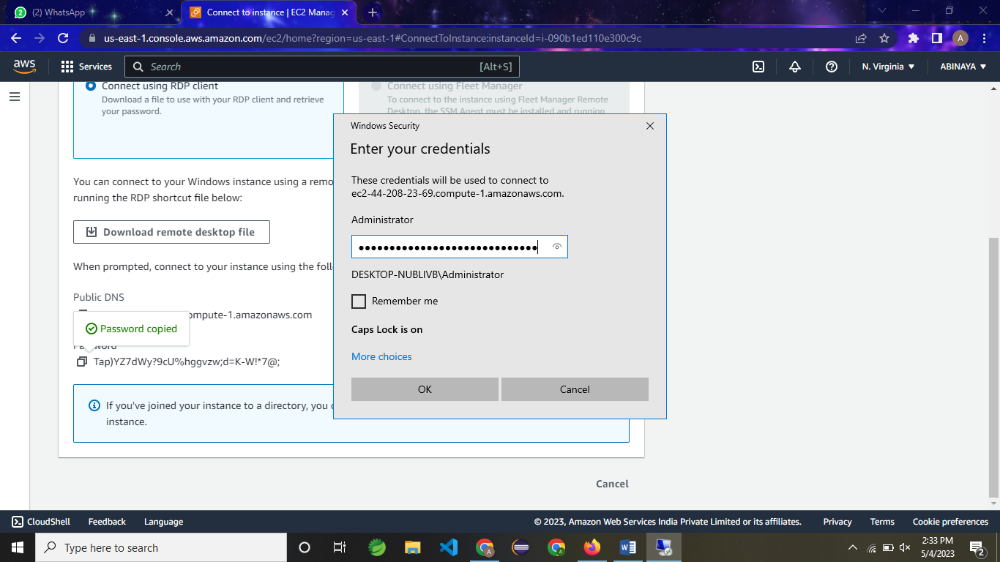 (2) WhatsApp
Connect to instance | EC2 Manag
us-east-1.console.aws.amazon.com/ec2/home?region=us-east-1#ConnectToInstance:instanceId=i-090b1ed110e300c9c
A
aws
Services
Search
[Alt+S]
N. Virginia
ABINAYA
Connect using RDP client
Download a file to use with your RDP client and retrieve
your password.
Connect using Fleet Manager
To connect to the instance using Fleet Manager Remote
Desktop, the SSM Agent must be installed and running
You can connect to your Windows instance using a remo
running the RDP shortcut file below:
Download remote desktop file
When prompted, connect to your instance using the follo
Public DNS
ompute-1.amazonaws.com
Password copied
Password
Tap)YZ7dWy?9cU%hggvzw;d=K-W!*7@;
If you've joined your instance to a directory, you c
instance.
Cancel
Windows Security
Enter your credentials
These credentials will be used to connect to
ec2-44-208-23-69.compute-1.amazonaws.com.
Administrator
DESKTOP-NUBLIVB\Administrator
Remember me
Caps Lock is on
More choices
OK
Cancel
CloudShell
Feedback
Language
© 2023, Amazon Web Services India Private Limited or its affiliates.
Privacy
Terms
Cookie preferences
Type here to search
2:33 PM
5/4/2023
2